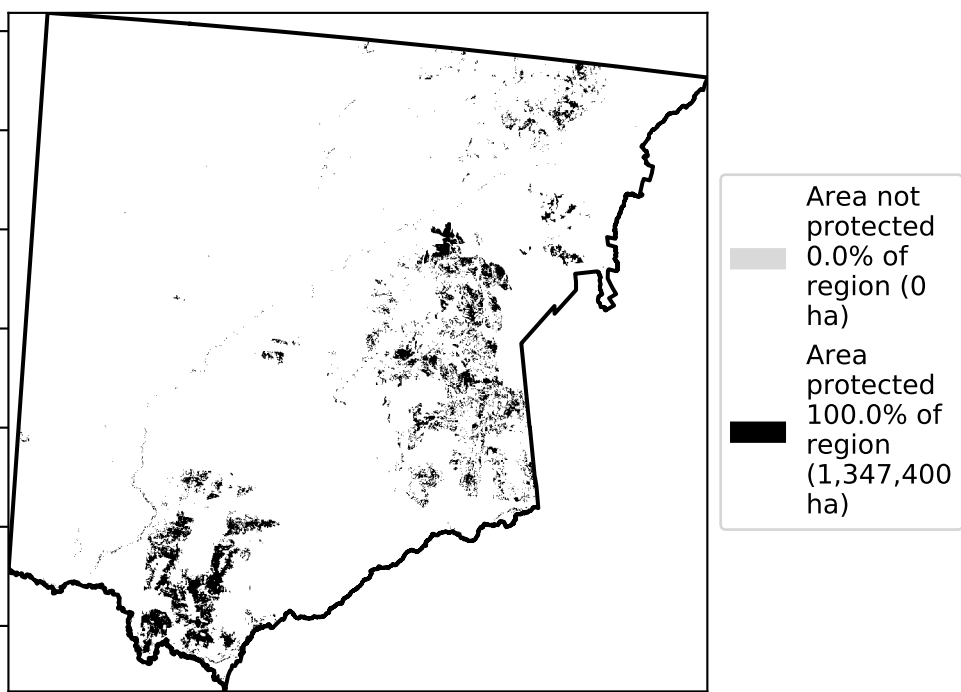 Area not
protected
0.0% of
region (0
ha)
Area
protected
100.0% of
region
(1,347,400
ha)